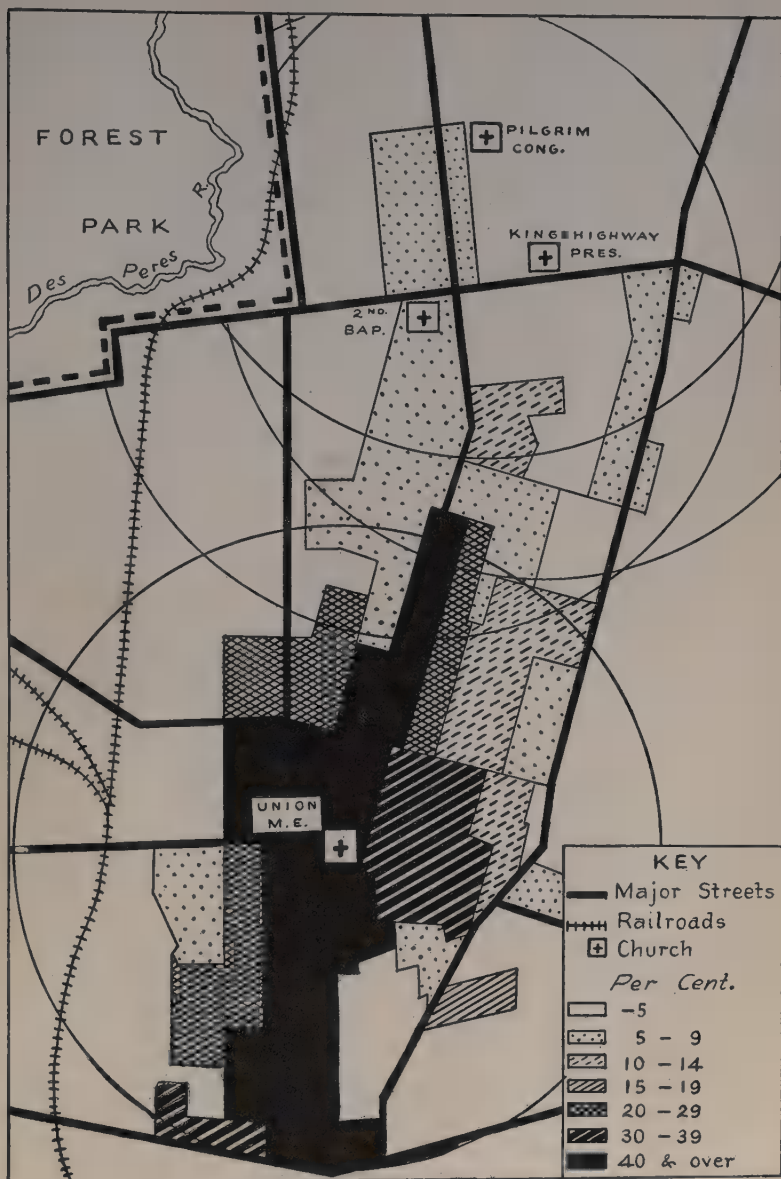 FOREST
PARK
Des Peres R.
PILGRIM
CONG.
KINGSHIGHWAY
PRES.
2ND.
BAP.
UNION
M.E.
KEY
Major Streets
Railroads
Church
Per Cent.
-5
5 - 9
10 - 14
15 - 19
20 - 29
30 - 39
40 & over